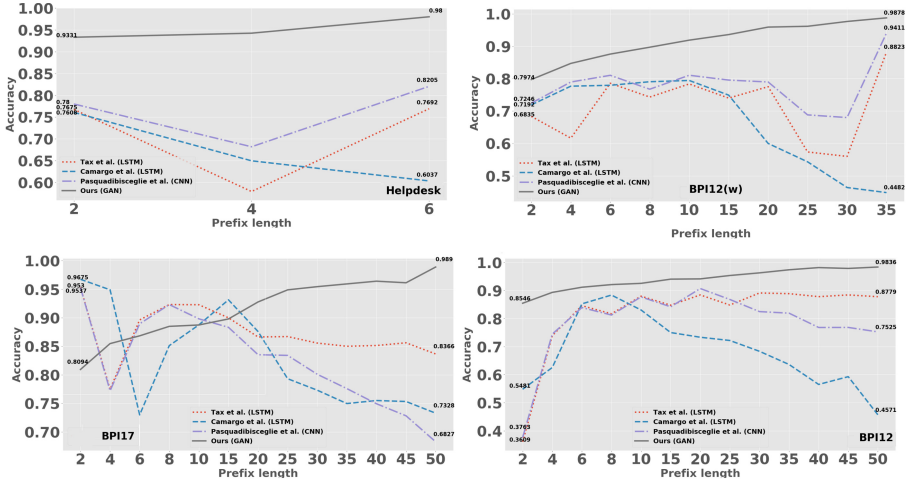 1.00
0.95
0.90
0.85
0.80
0.75
0.70
0.65
0.60
Accuracy
0.9331
0.78
0.7675
0.7608
0.98
0.8205
0.7692
0.6037
Tax et al. (LSTM)
Camargo et al. (LSTM)
Pasquadibisceglie et al. (CNN)
Ours (GAN)
Helpdesk
2 4 6
Prefix length
1.0
0.9
0.8
0.7
0.6
0.5
Accuracy
0.7974
0.7246
0.7192
0.6835
0.9878
0.9411
0.8823
0.4482
Tax et al. (LSTM)
Camargo et al. (LSTM)
Pasquadibisceglie et al. (CNN)
Ours (GAN)
BPI12(w)
2 4 6 8 10 15 20 25 30 35
Prefix length
1.00
0.95
0.90
0.85
0.80
0.75
0.70
Accuracy
0.9675
0.953
0.9537
0.8094
0.989
0.8366
0.7328
0.6827
Tax et al. (LSTM)
Camargo et al. (LSTM)
Pasquadibisceglie et al. (CNN)
Ours (GAN)
BPI17
2 4 6 8 10 15 20 25 30 35 40 45 50
Prefix length
1.0
0.9
0.8
0.7
0.6
0.5
0.4
Accuracy
0.8546
0.3609
0.9836
0.8779
0.7525
0.4571
Tax et al. (LSTM)
Camargo et al. (LSTM)
Pasquadibisceglie et al. (CNN)
Ours (GAN)
BPI12
2 4 6 8 10 15 20 25 30 35 40 45 50
Prefix length